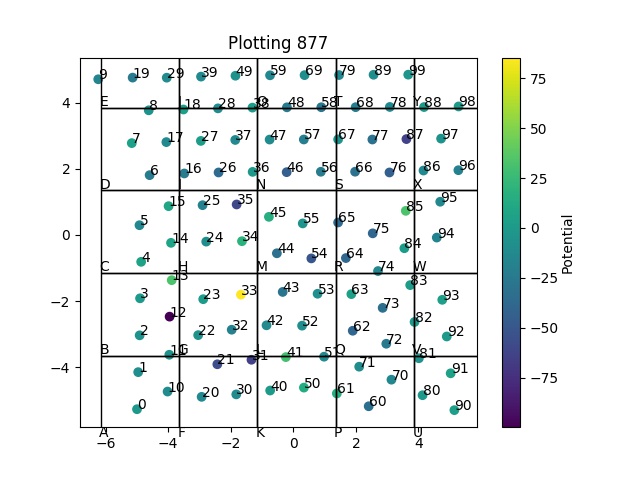 Plotting 877
9 19 29 39 49 59 69 79 89 99
E O T Y
8 18 28 38 48 58 68 78 88 98
7 17 27 37 47 57 67 77 87 97
6 16 26 36 46 56 66 76 86 96
D N S X
5 15 25 35 45 55 65 75 85 95
4 14 24 34 44 54 64 74 84 94
C H M R W
3 13 23 33 43 53 63 73 83 93
2 12 22 32 42 52 62 72 82 92
B G Q V
1 11 21 31 41 51 61 71 81 91
0 10 20 30 40 50 60 70 80 90
A F K P U
4
2
0
−2
−4
−6 −4 −2 0 2 4
75
50
25
0
−25
−50
−75
Potential